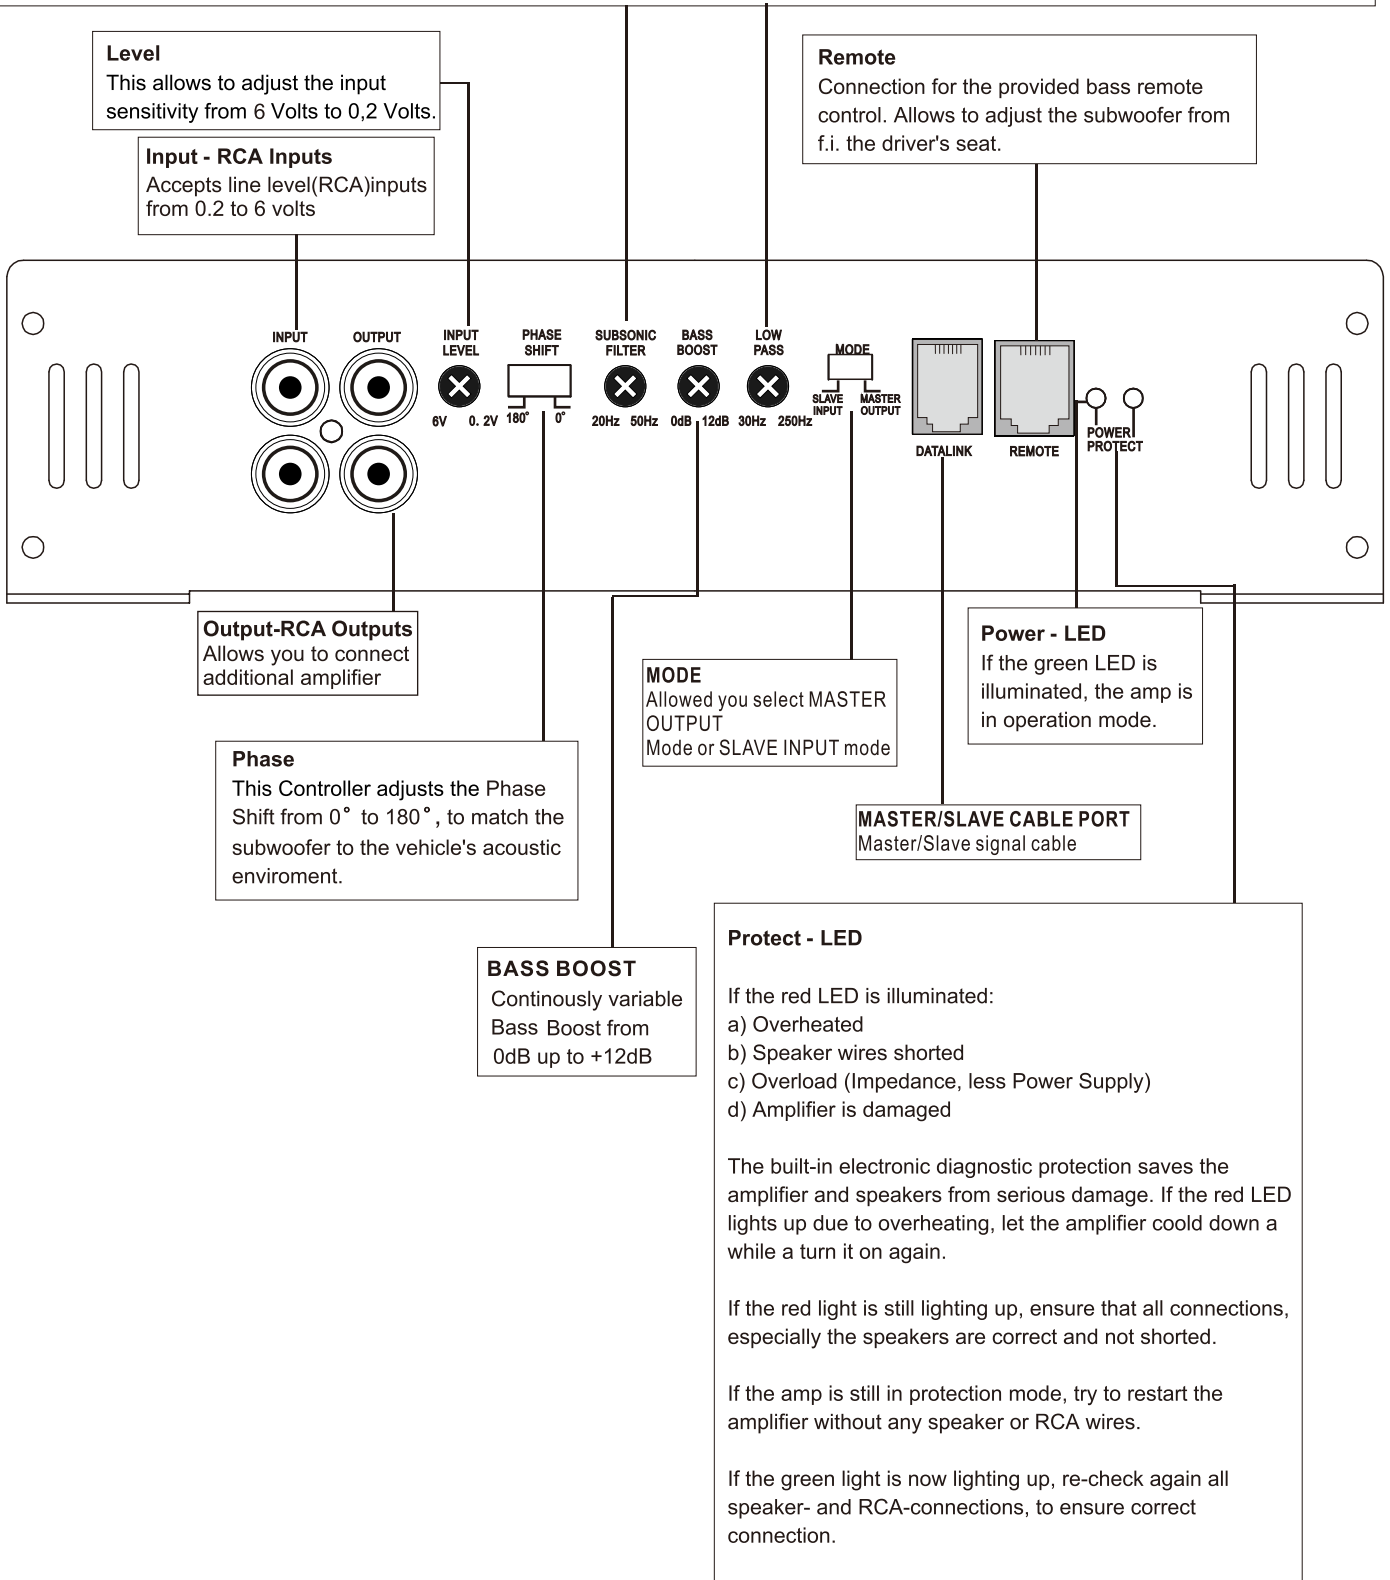 Level
This allows to adjust the input
sensitivity from 6 Volts to 0,2 Volts.
Remote
Connection for the provided bass remote
control. Allows to adjust the subwoofer from
f.i. the driver's seat.
Input - RCA Inputs
Accepts line level(RCA)inputs
from 0.2 to 6 volts
INPUT
OUTPUT
INPUT
LEVEL
6V 0. 2V
PHASE
SHIFT
180° 0°
SUBSONIC
FILTER
20Hz 50Hz
BASS
BOOST
0dB 12dB
LOW
PASS
30Hz 250Hz
MODE
SLAVE
INPUT
MASTER
OUTPUT
DATALINK
REMOTE
POWER
PROTECT
Output-RCA Outputs
Allows you to connect
additional amplifier
MODE
Allowed you select MASTER
OUTPUT
Mode or SLAVE INPUT mode
Power - LED
If the green LED is
illuminated, the amp is
in operation mode.
Phase
This Controller adjusts the Phase
Shift from 0° to 180°, to match the
subwoofer to the vehicle's acoustic
enviroment.
MASTER/SLAVE CABLE PORT
Master/Slave signal cable
BASS BOOST
Continously variable
Bass Boost from
0dB up to +12dB
Protect - LED
If the red LED is illuminated:
a) Overheated
b) Speaker wires shorted
c) Overload (Impedance, less Power Supply)
d) Amplifier is damaged
The built-in electronic diagnostic protection saves the
amplifier and speakers from serious damage. If the red LED
lights up due to overheating, let the amplifier coold down a
while a turn it on again.
If the red light is still lighting up, ensure that all connections,
especially the speakers are correct and not shorted.
If the amp is still in protection mode, try to restart the
amplifier without any speaker or RCA wires.
If the green light is now lighting up, re-check again all
speaker- and RCA-connections, to ensure correct
connection.